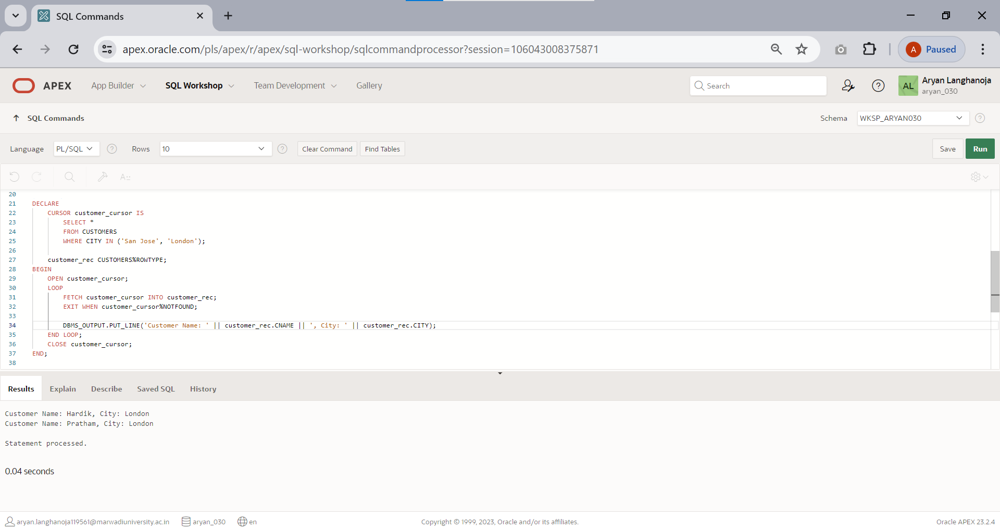 SQL Commands
apex.oracle.com/pls/apex/r/apex/sql-workshop/sqlcommandprocessor?session=106043008375871
A Paused
APEX App Builder SQL Workshop Team Development Gallery Search ? AL Aryan Langhanoja
aryan_030
SQL Commands Schema WKSP_ARYAN030 ?
Language PL/SQL ? Rows 10 ? Clear Command Find Tables Save Run
A::
20
21 DECLARE
22 CURSOR customer_cursor IS
23 SELECT *
24 FROM CUSTOMERS
25 WHERE CITY IN ('San Jose', 'London');
26
27 customer_rec CUSTOMERS%ROWTYPE;
28 BEGIN
29 OPEN customer_cursor;
30 LOOP
31 FETCH customer_cursor INTO customer_rec;
32 EXIT WHEN customer_cursor%NOTFOUND;
33
34 DBMS_OUTPUT.PUT_LINE('Customer Name: ' || customer_rec.CNAME || ', City: ' || customer_rec.CITY);
35 END LOOP;
36 CLOSE customer_cursor;
37 END;
38
Results Explain Describe Saved SQL History
Customer Name: Hardik, City: London
Customer Name: Pratham, City: London
Statement processed.
0.04 seconds
aryan.langhanoja119561@marwadiuniversity.ac.in aryan_030 en Copyright © 1999, 2023, Oracle and/or its affiliates. Oracle APEX 23.2.4